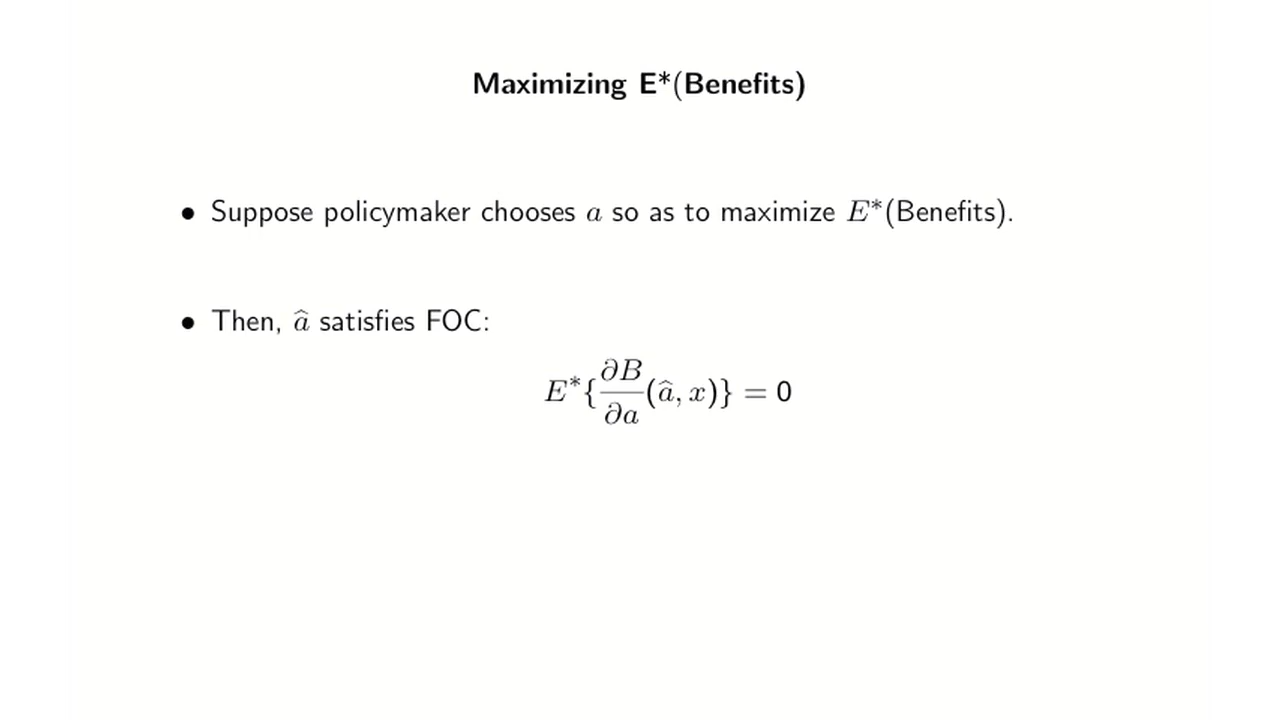 Maximizing E*(Benefits)
• Suppose policymaker chooses a so as to maximize E*(Benefits).
• Then, â satisfies FOC:
E*{∂B/∂a(â, x)} = 0